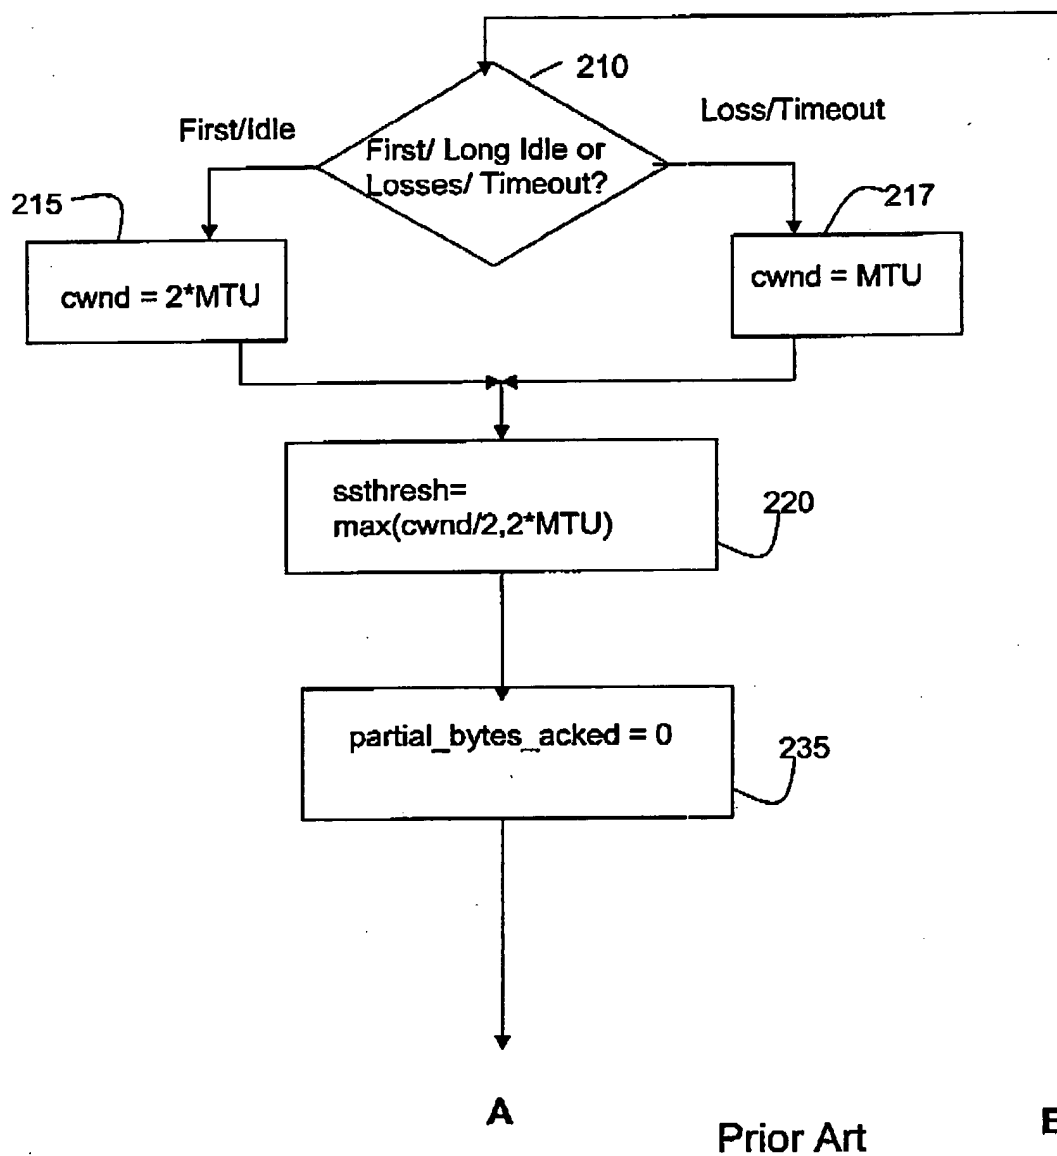 210
First/Idle
Loss/Timeout
First/ Long Idle or
Losses/ Timeout?
215
217
cwnd = 2*MTU
cwnd = MTU
ssthresh=
max(cwnd/2,2*MTU)
220
partial_bytes_acked = 0
235
A
Prior Art